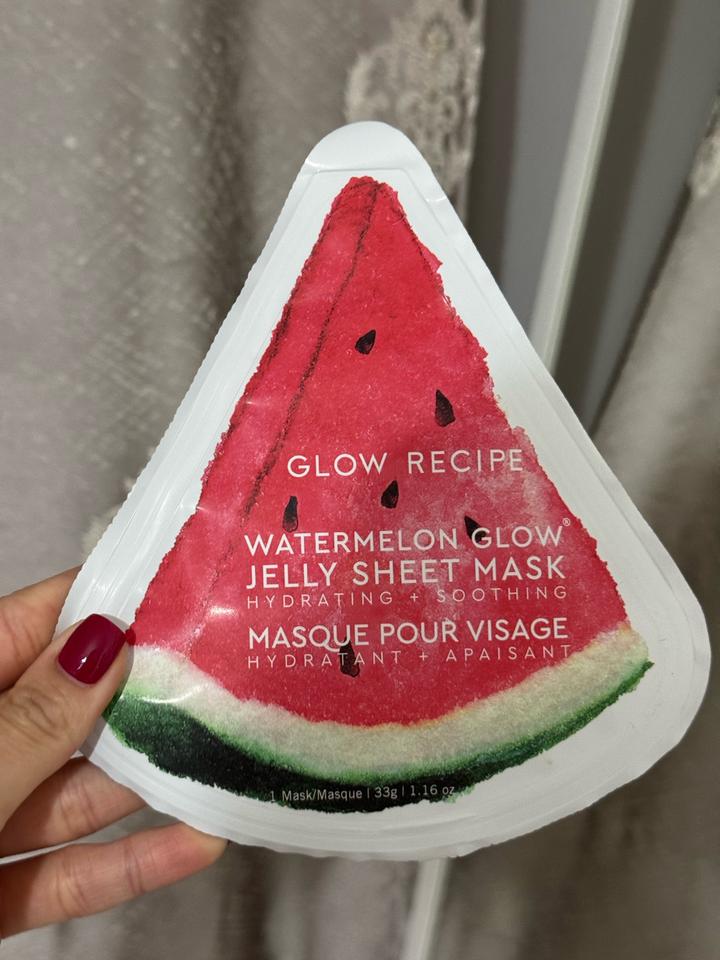 GLOW RECIPE
WATERMELON GLOW®
JELLY SHEET MASK
HYDRATING + SOOTHING
MASQUE POUR VISAGE
HYDRATANT + APAISANT
1 Mask/Masque | 33g | 1.16 oz